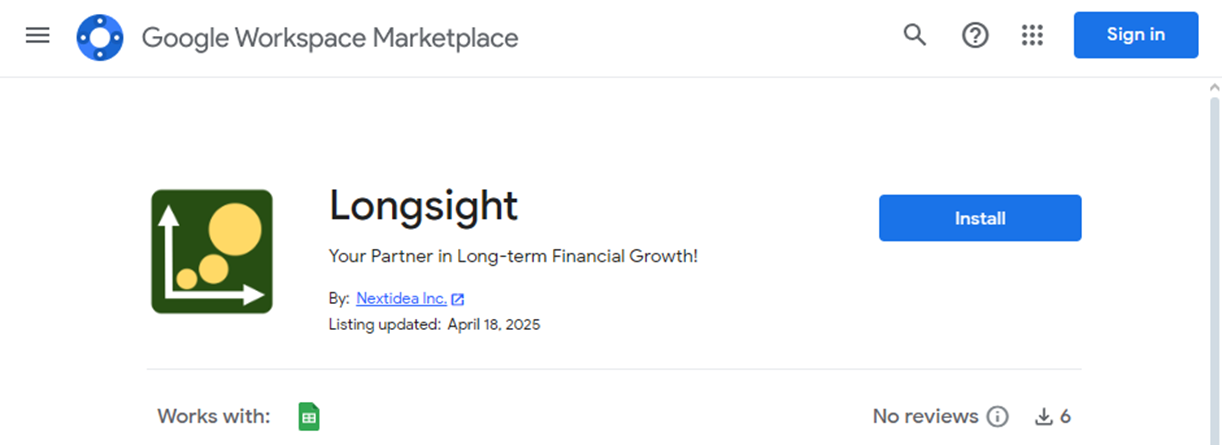 Google Workspace Marketplace
Sign in
Longsight
Install
Your Partner in Long-term Financial Growth!
By: Nextidea Inc.
Listing updated: April 18, 2025
Works with:
No reviews 6